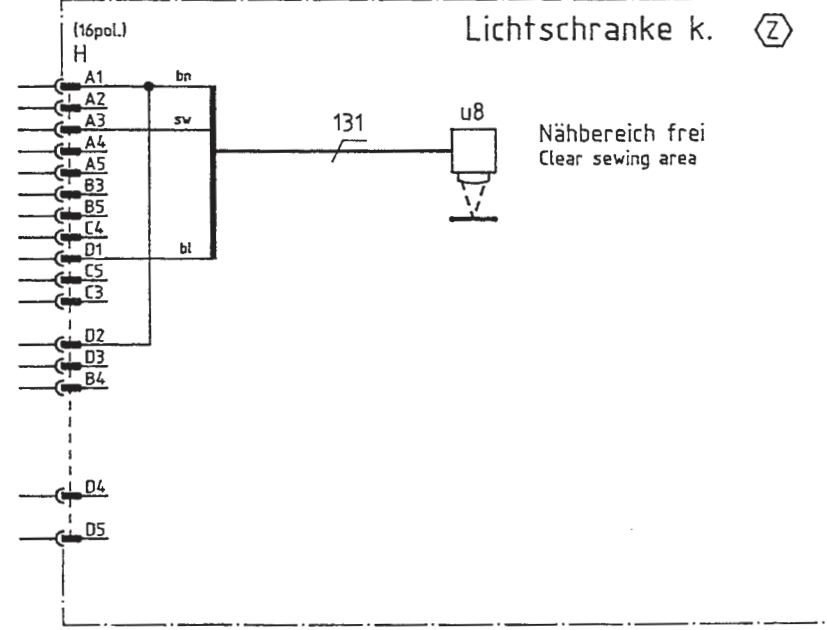 (16pol.)
H
Lichtschranke k.
Z
A1
bn
A2
A3
sw
A4
A5
B3
B5
C4
D1
bl
C5
C3
D2
D3
B4
D4
D5
131
u8
Nähbereich frei
Clear sewing area